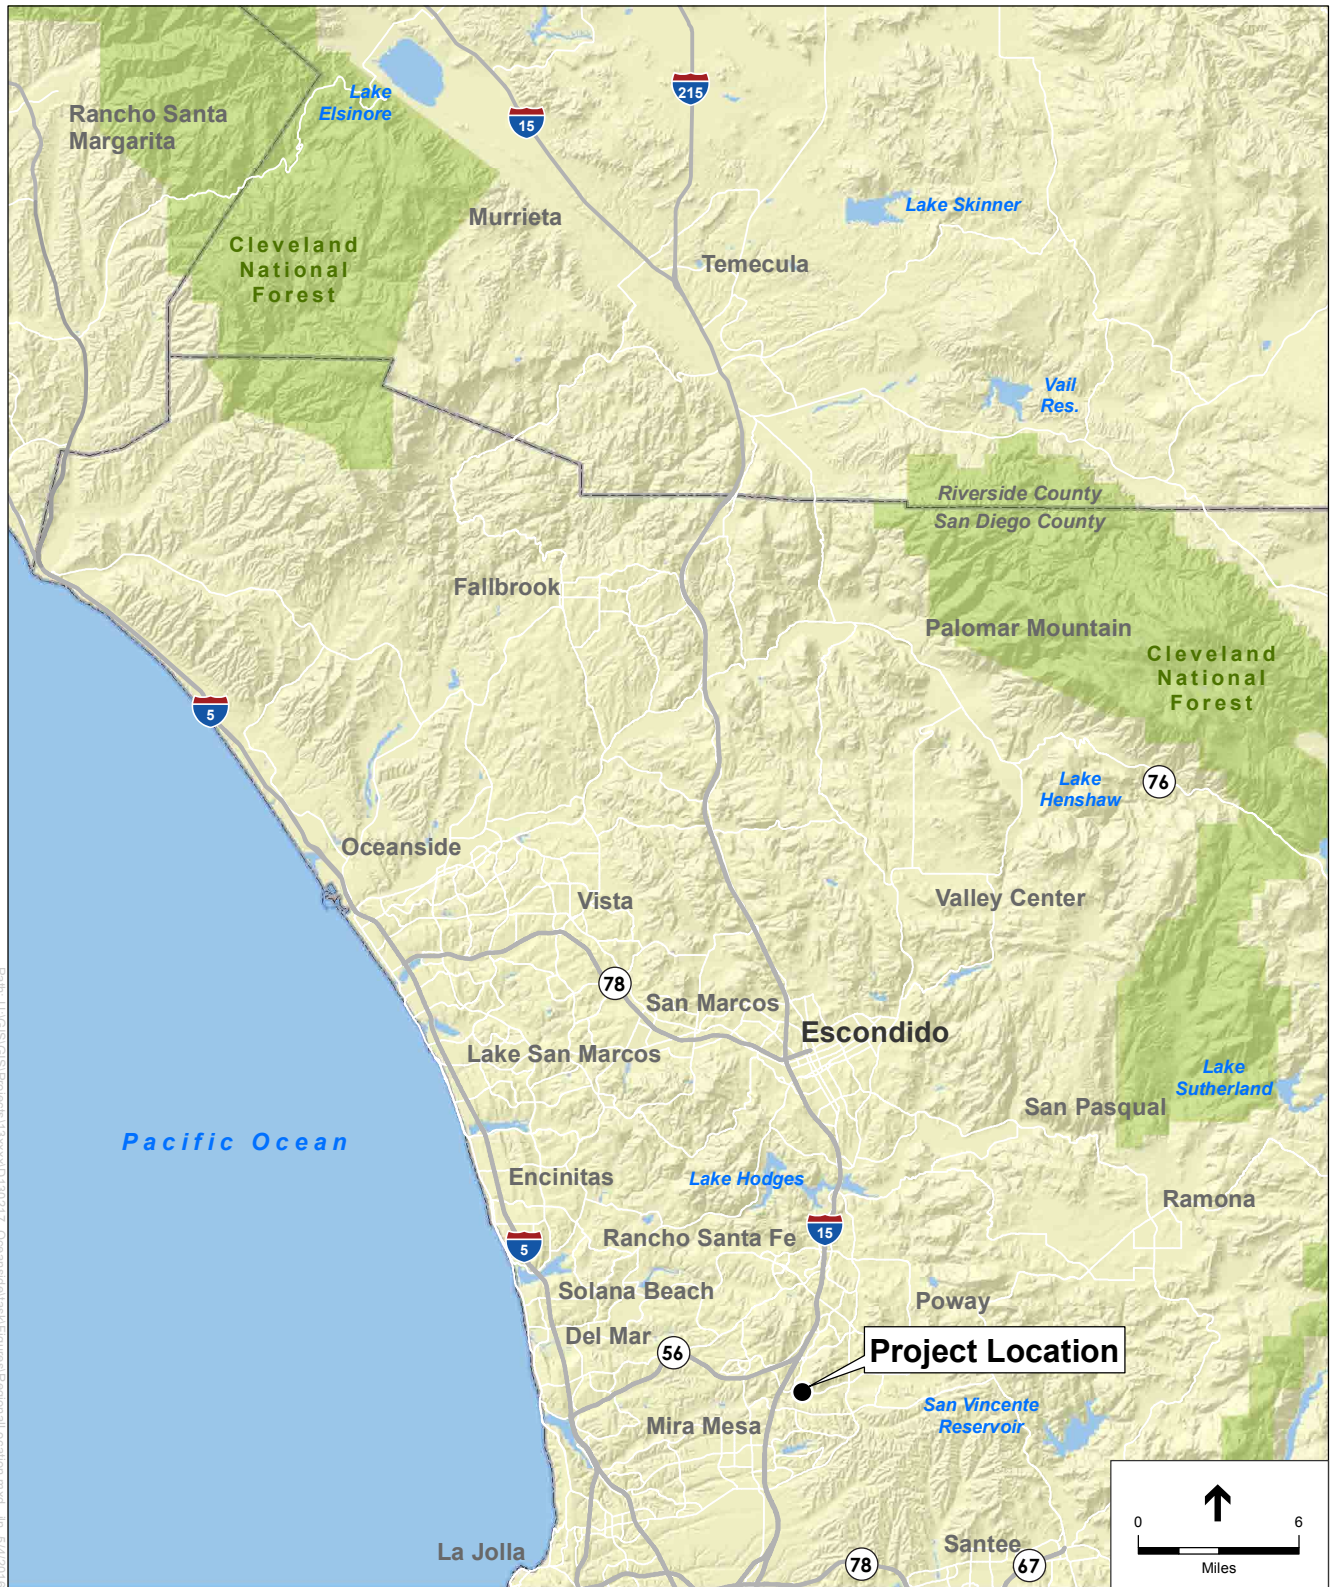 Lake
Elsinore
215
15
Rancho Santa
Margarita
Lake Skinner
Murrieta
Cleveland
National
Forest
Temecula
Vail
Res.
Riverside County
San Diego County
Fallbrook
Palomar Mountain
Cleveland
National
Forest
5
Lake
Henshaw
76
Oceanside
Vista
Valley Center
78
San Marcos
Escondido
Lake San Marcos
Lake
Sutherland
San Pasqual
Pacific Ocean
Encinitas
Lake Hodges
Ramona
15
Rancho Santa Fe
5
Solana Beach
Poway
Del Mar
56
Project Location
San Vincente
Reservoir
Mira Mesa
0 6
Miles
Santee
La Jolla
78
67